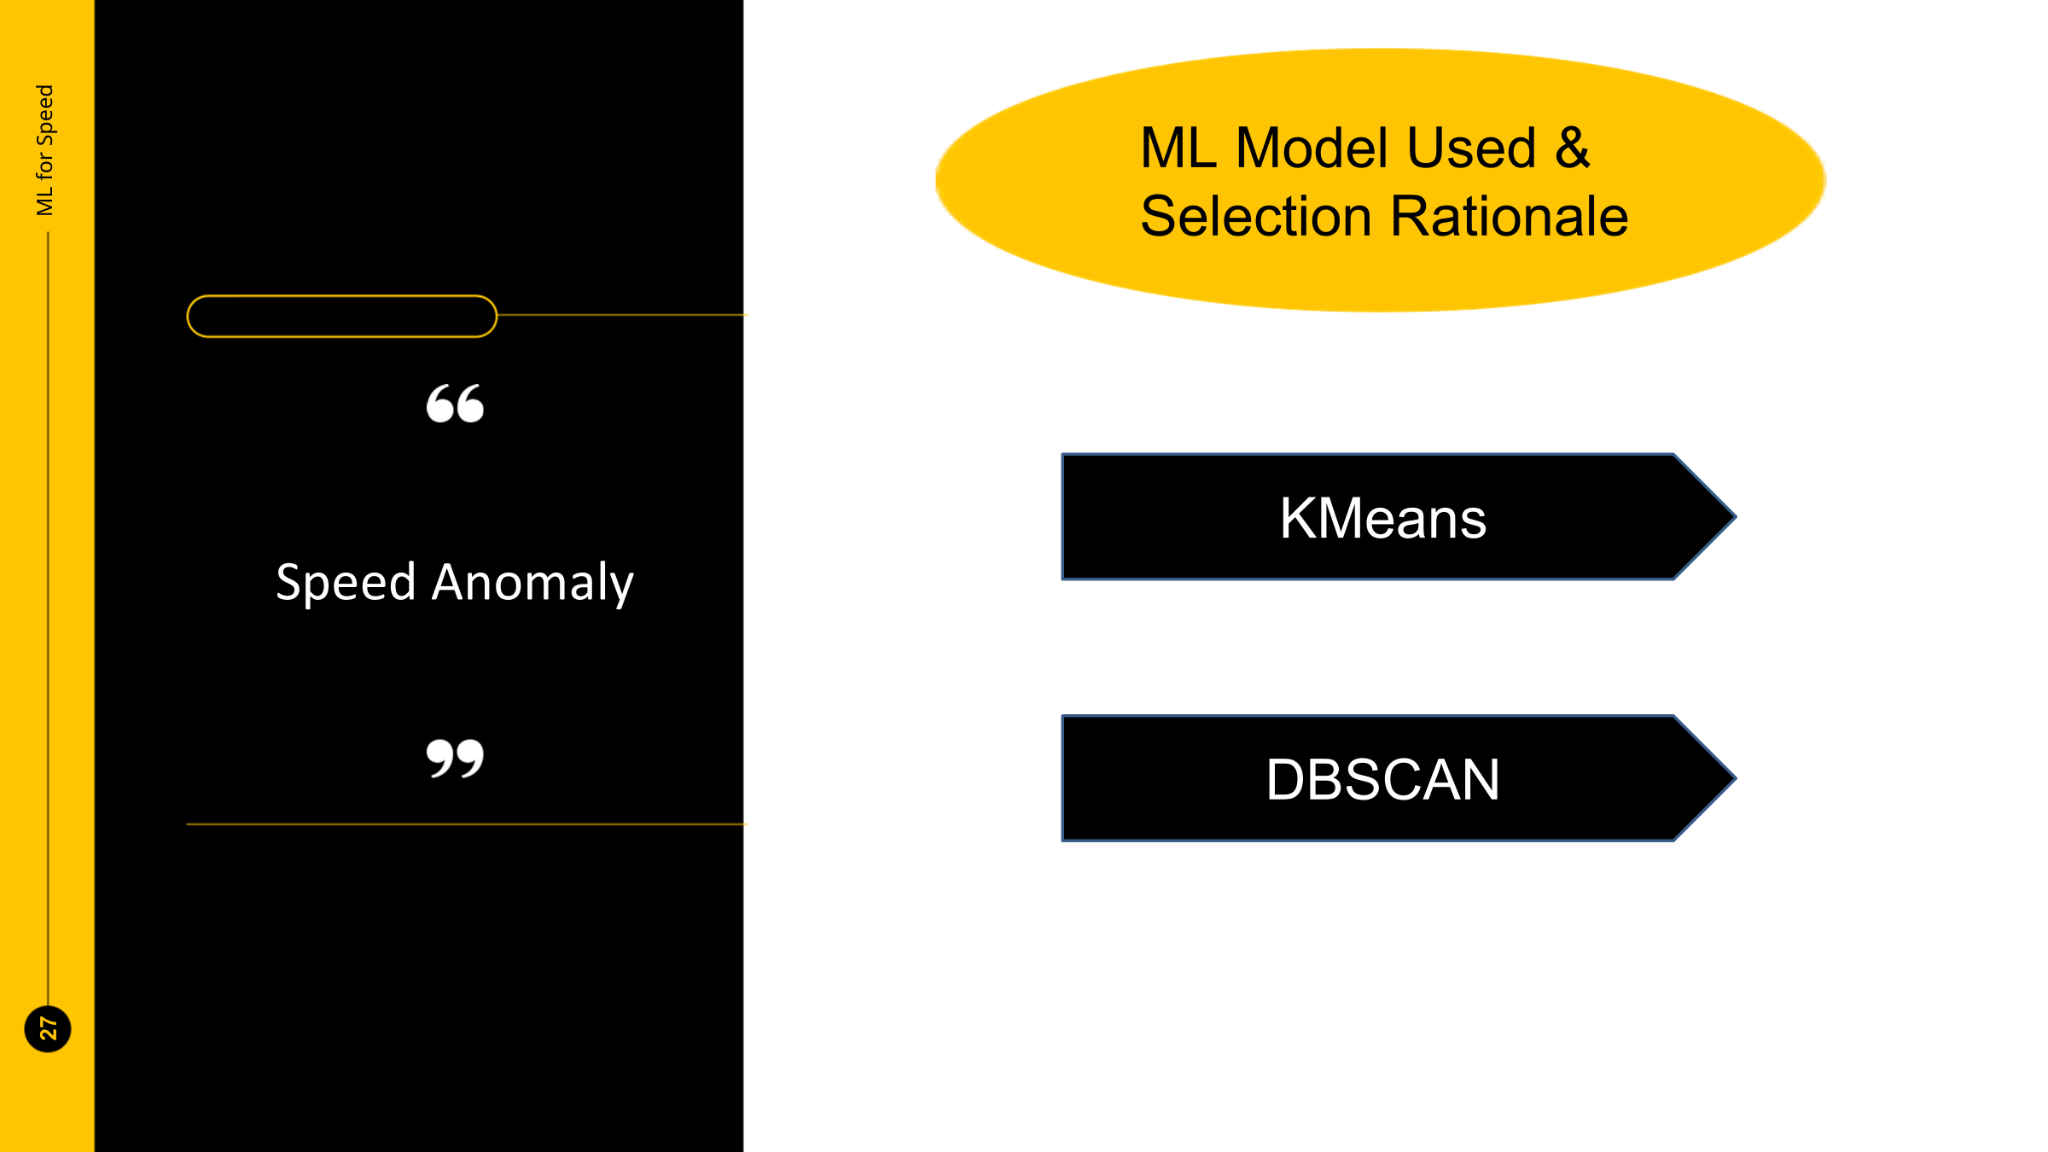 ML for Speed
27
“
Speed Anomaly
”
ML Model Used &
Selection Rationale
KMeans
DBSCAN